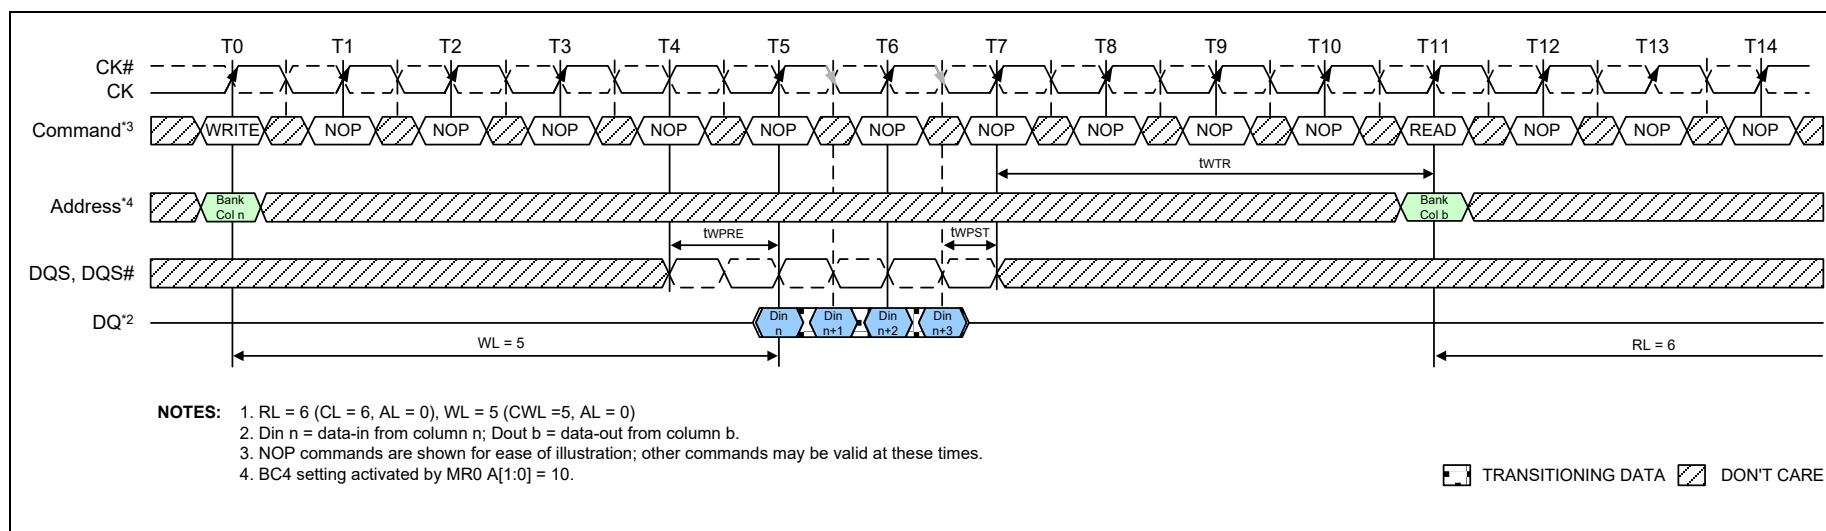 T0 T1 T2 T3 T4 T5 T6 T7 T8 T9 T10 T11 T12 T13 T14
CK#
CK
Command*3 WRITE NOP NOP NOP NOP NOP NOP NOP NOP NOP NOP READ NOP NOP NOP
tWTR
Address*4 Bank Col n Bank Col b
tWPRE tWPST
DQS, DQS#
DQ*2 Din n Din n+1 Din n+2 Din n+3
WL = 5 RL = 6
NOTES: 1. RL = 6 (CL = 6, AL = 0), WL = 5 (CWL =5, AL = 0)
2. Din n = data-in from column n; Dout b = data-out from column b.
3. NOP commands are shown for ease of illustration; other commands may be valid at these times.
4. BC4 setting activated by MR0 A[1:0] = 10.
TRANSITIONING DATA DON'T CARE